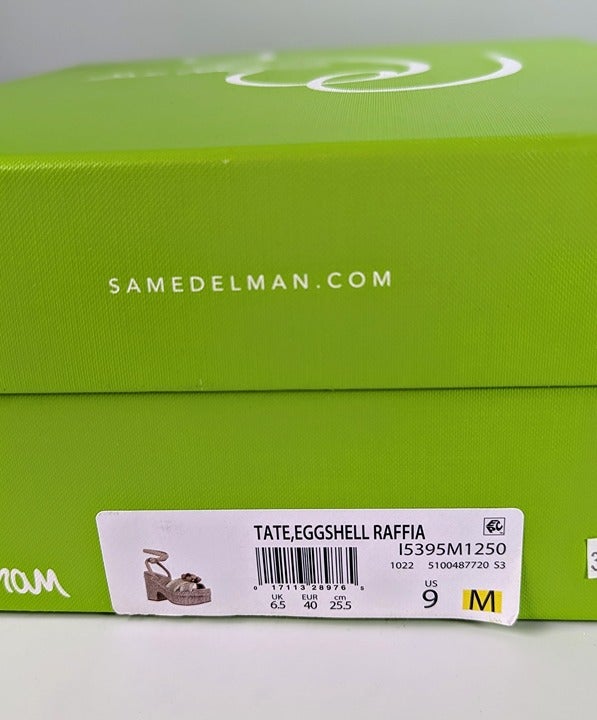 SAMEDELMAN.COM
TATE,EGGSHELL RAFFIA
I5395M1250
1022 S100487720 S3
0 17113 28976 5
UK EUR cm
6.5 40 25.5
US
9 M